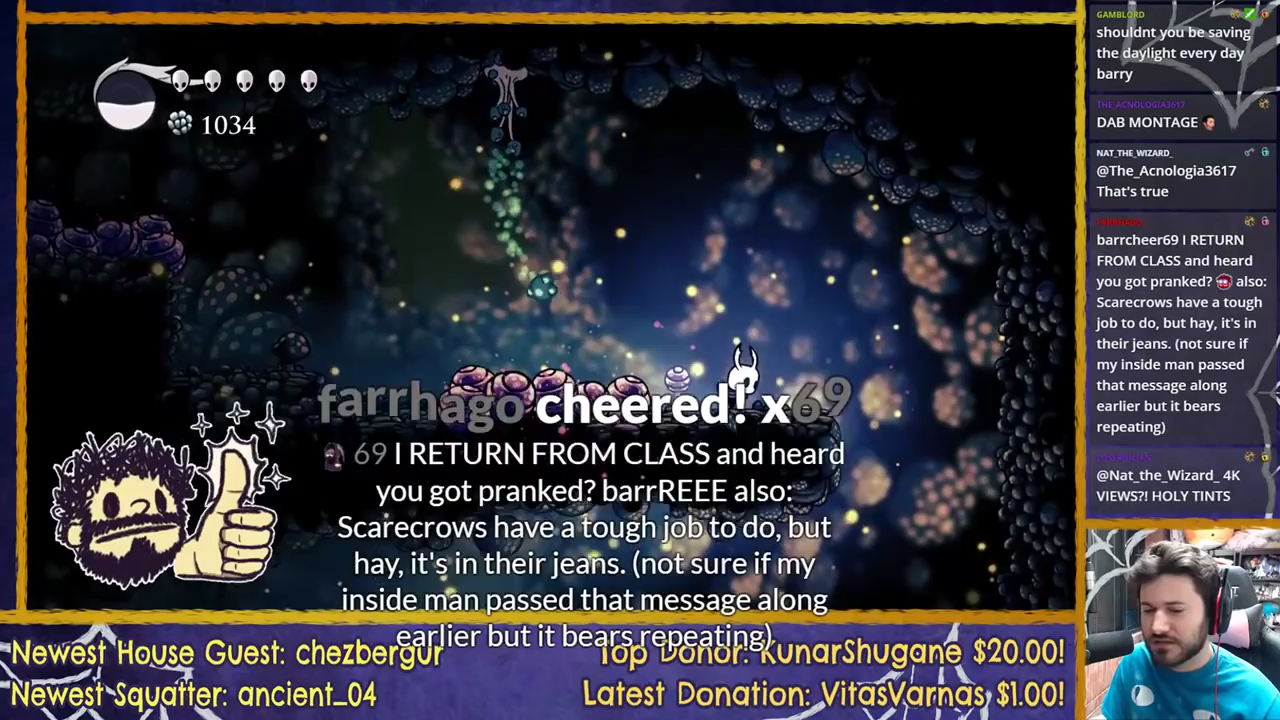 1034
farrhago cheered! x69
69 I RETURN FROM CLASS and heard
you got pranked? barrREEE also:
Scarecrows have a tough job to do, but
hay, it's in their jeans. (not sure if my
inside man passed that message along
earlier but it bears repeating)
Newest House Guest: chezbergur
Newest Squatter: ancient_04
Top Donor: KunarShugane $20.00!
Latest Donation: VitasVarnas $1.00!
GAMBLORD
shouldnt you be saving
the daylight every day
barry
THE_ACNOLOGIA3617
DAB MONTAGE
NAT_THE_WIZARD_
@The_Acnologia3617
That's true
barrcheer69 I RETURN
FROM CLASS and heard
you got pranked? also:
Scarecrows have a tough
job to do, but hay, it's in
their jeans. (not sure if
my inside man passed
that message along
earlier but it bears
repeating)
@Nat_the_Wizard_ 4K
VIEWS?! HOLY TINTS